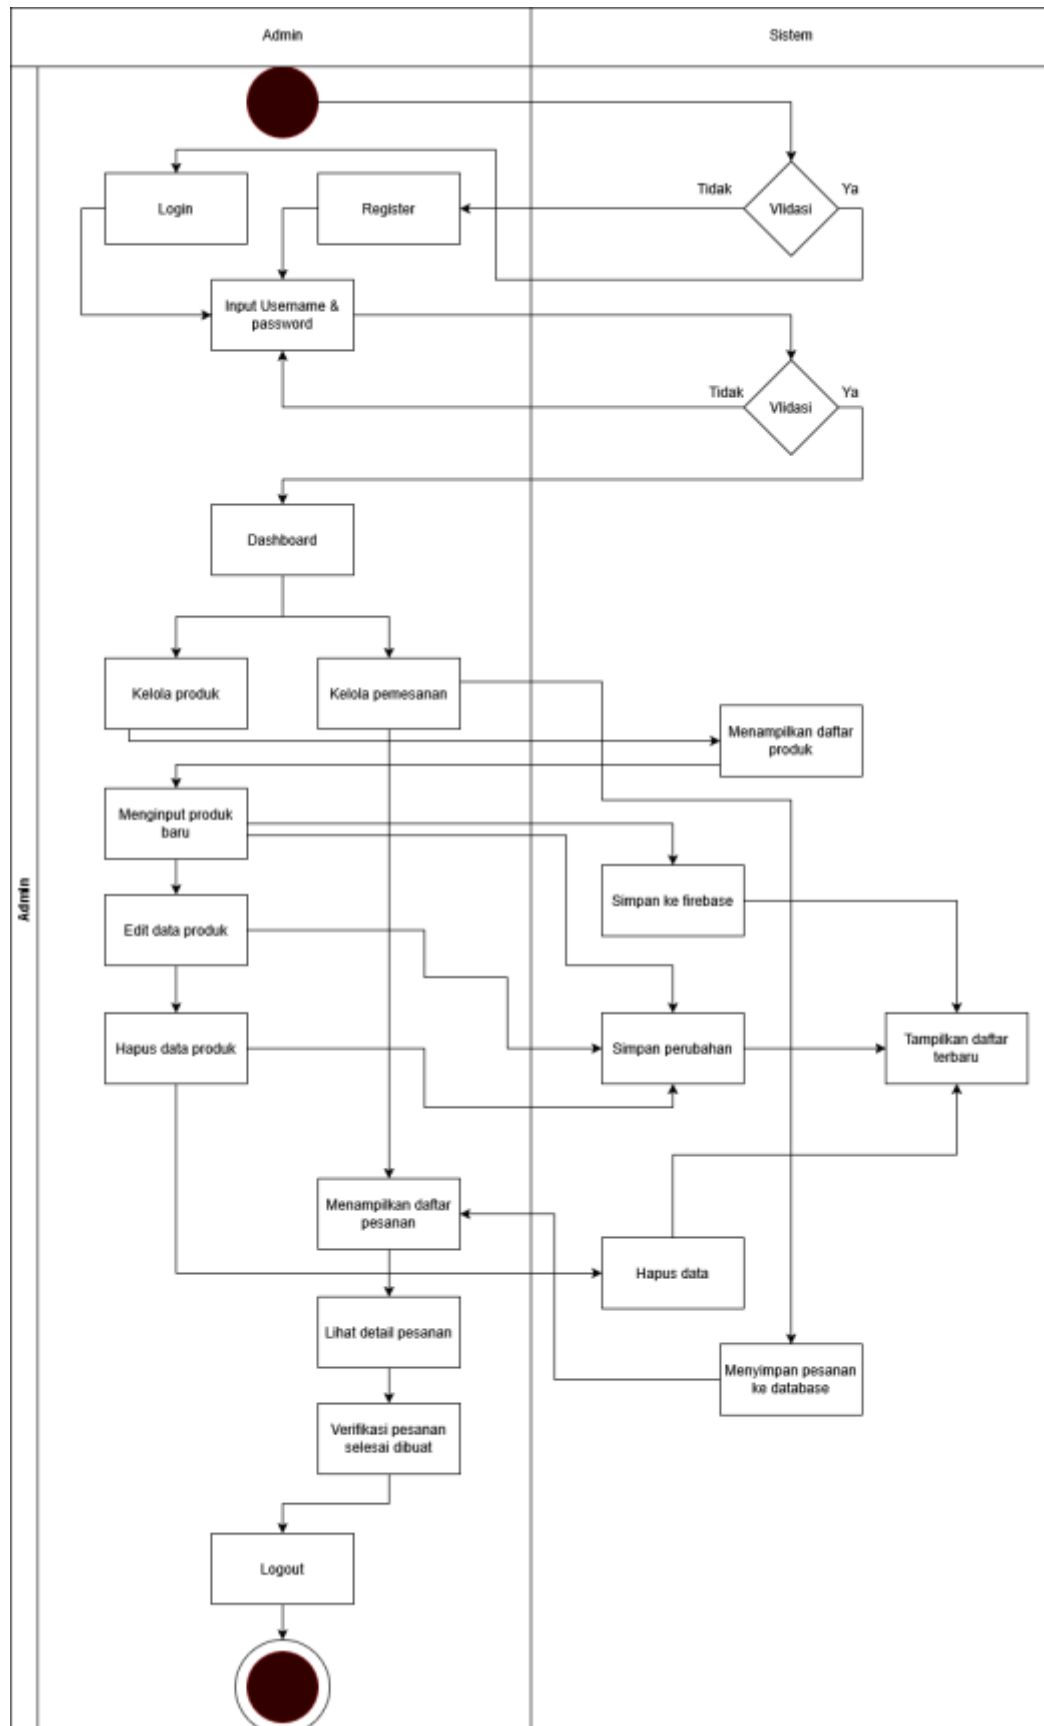 Admin
Sistem
Tidak
Ya
Login
Register
Vlidasi
Input Username &
password
Tidak
Ya
Vlidasi
Dashboard
Kelola produk
Kelola pemesanan
Menampilkan daftar
produk
Menginput produk
baru
Admin
Simpan ke firebase
Edit data produk
Hapus data produk
Simpan perubahan
Tampilkan daftar
terbaru
Menampilkan daftar
pesanan
Hapus data
Lihat detail pesanan
Menyimpan pesanan
ke database
Verifikasi pesanan
selesai dibuat
Logout